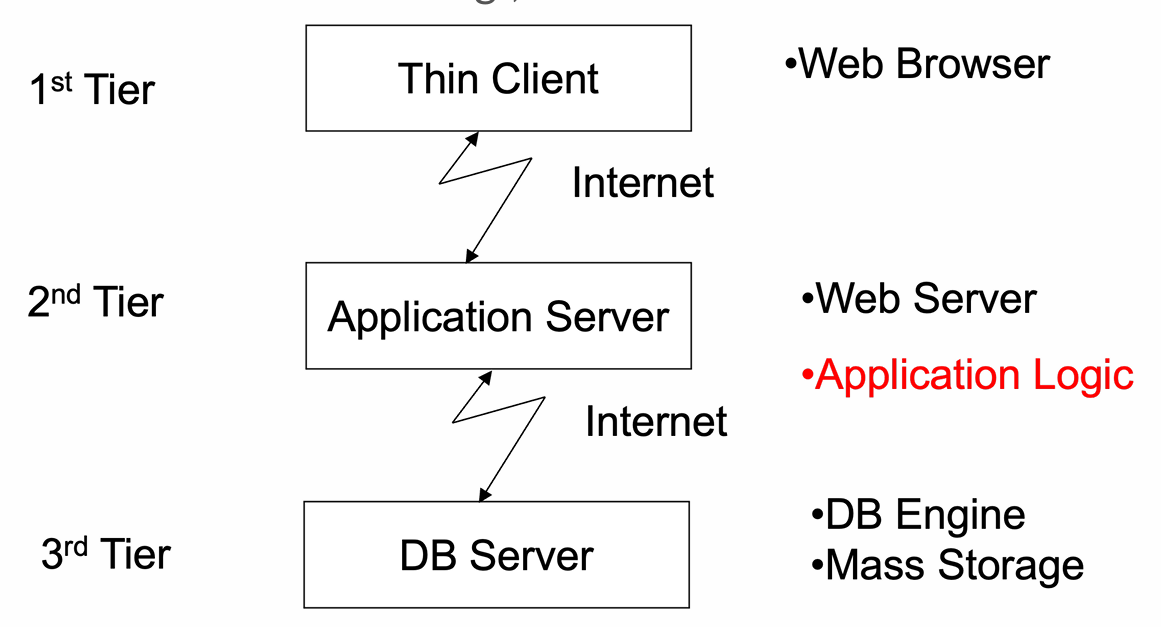 1st Tier
Thin Client
•Web Browser
Internet
2nd Tier
Application Server
•Web Server
•Application Logic
Internet
3rd Tier
DB Server
•DB Engine
•Mass Storage